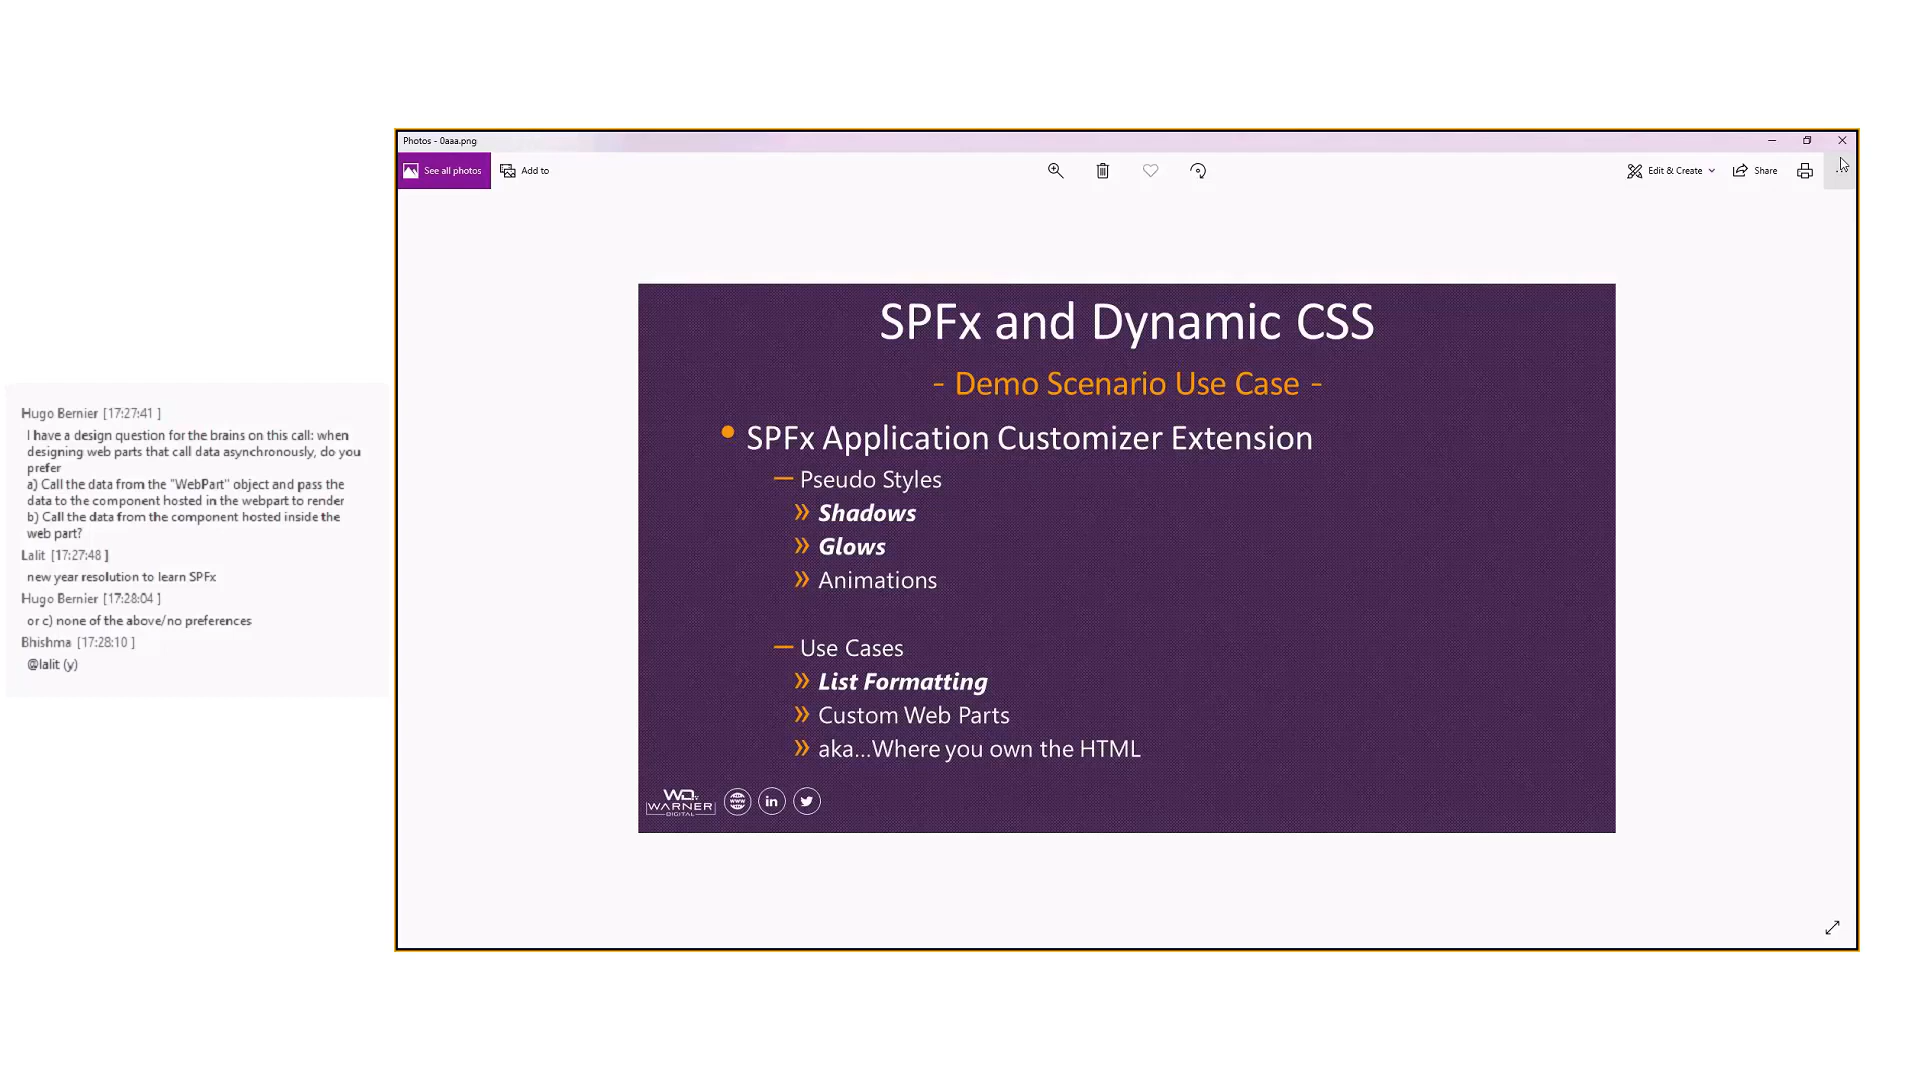 Hugo Bernier [17:27:41 ]
I have a design question for the brains on this call: when
designing web parts that call data asynchronously, do you
prefer
a) Call the data from the "WebPart" object and pass the
data to the component hosted in the webpart to render
b) Call the data from the component hosted inside the
web part?
Lalit [17:27:48 ]
new year resolution to learn SPFx
Hugo Bernier [17:28:04 ]
or c) none of the above/no preferences
Bhishma [17:28:10 ]
@lalit (y)
Photos - 0aaa.png
See all photos
Add to
Edit & Create
Share
SPFx and Dynamic CSS
- Demo Scenario Use Case -
• SPFx Application Customizer Extension
— Pseudo Styles
» Shadows
» Glows
» Animations
— Use Cases
» List Formatting
» Custom Web Parts
» aka...Where you own the HTML
WARNER
DIGITAL
www
in